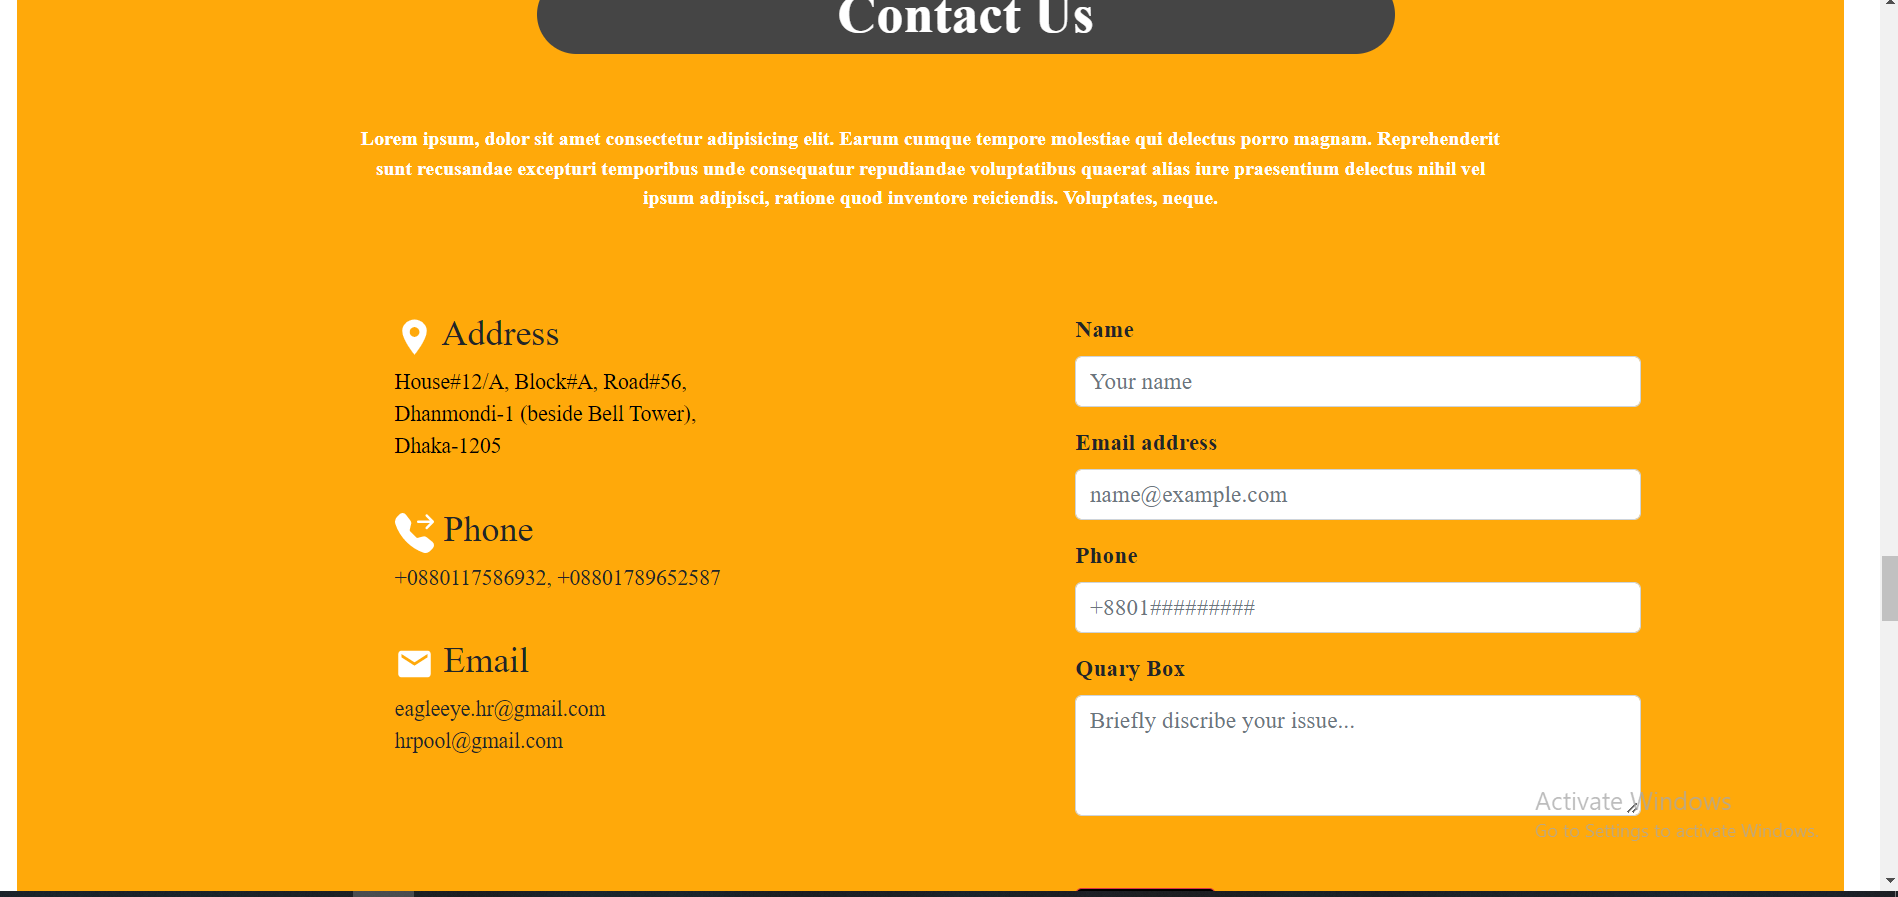 Contact Us
Lorem ipsum, dolor sit amet consectetur adipisicing elit. Earum cumque tempore molestiae qui delectus porro magnam. Reprehenderit
sunt recusandae excepturi temporibus unde consequatur repudiandae voluptatibus quaerat alias iure praesentium delectus nihil vel
ipsum adipisci, ratione quod inventore reiciendis. Voluptates, neque.
Address
House#12/A, Block#A, Road#56,
Dhanmondi-1 (beside Bell Tower),
Dhaka-1205
Phone
+0880117586932, +08801789652587
Email
eagleeye.hr@gmail.com
hrpool@gmail.com
Name
Your name
Email address
name@example.com
Phone
+8801#########
Quary Box
Briefly discribe your issue...
Activate Windows
Go to Settings to activate Windows.